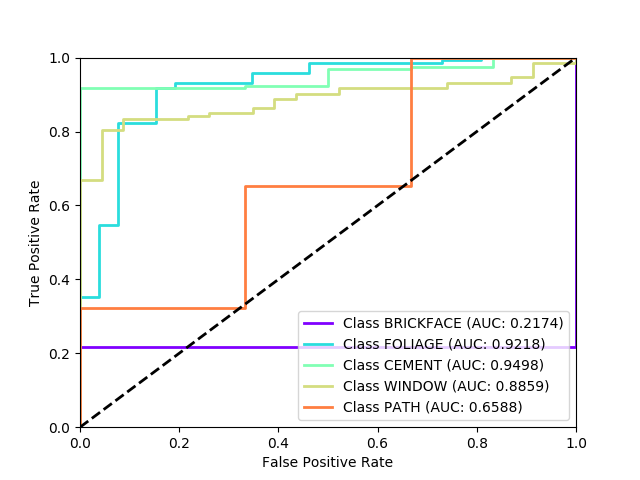 1.0
0.8
0.6
0.4
0.2
0.0
True Positive Rate
Class BRICKFACE (AUC: 0.2174)
Class FOLIAGE (AUC: 0.9218)
Class CEMENT (AUC: 0.9498)
Class WINDOW (AUC: 0.8859)
Class PATH (AUC: 0.6588)
0.0 0.2 0.4 0.6 0.8 1.0
False Positive Rate